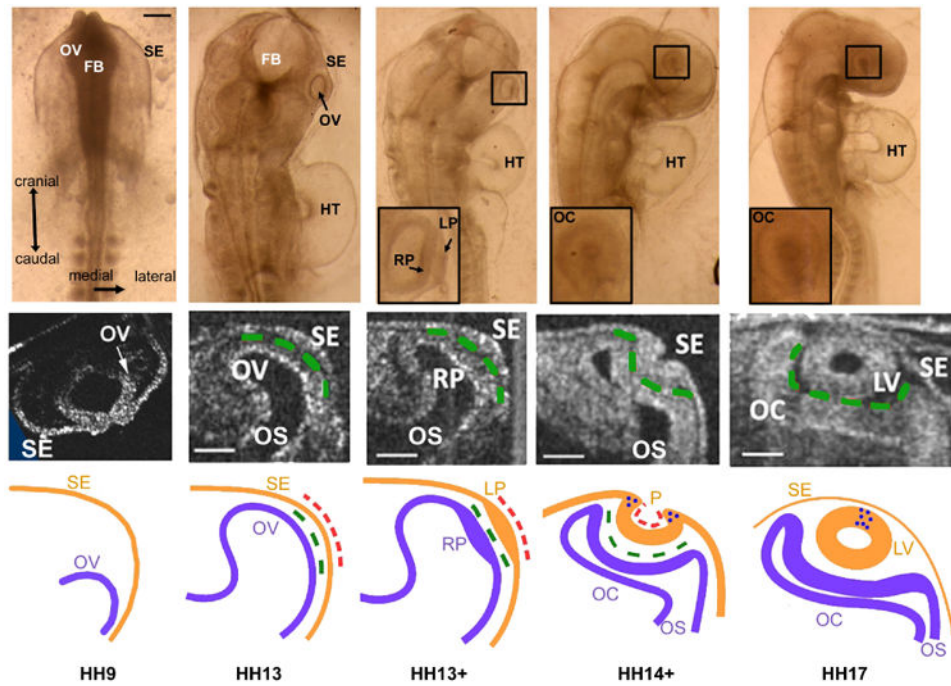 OV
SE
FB
cranial
caudal
medial
lateral
FB
SE
OV
HT
HT
LP
RP
HT
OC
HT
OC
OV
SE
SE
OV
OS
SE
RP
OS
SE
OS
SE
LV
OC
SE
OV
SE
OV
LP
RP
P
OC
OS
SE
LV
OC
OS
HH9
HH13
HH13+
HH14+
HH17